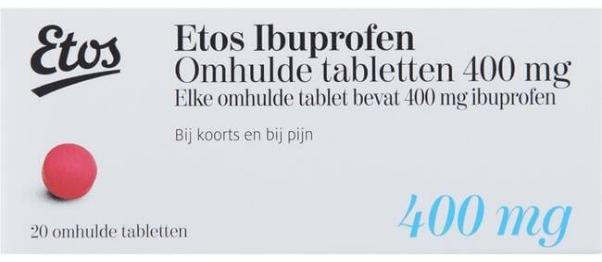 Etos
Etos Ibuprofen
Omhulde tabletten 400 mg
Elke omhulde tablet bevat 400 mg ibuprofen
Bij koorts en bij pijn
400 mg
20 omhulde tabletten